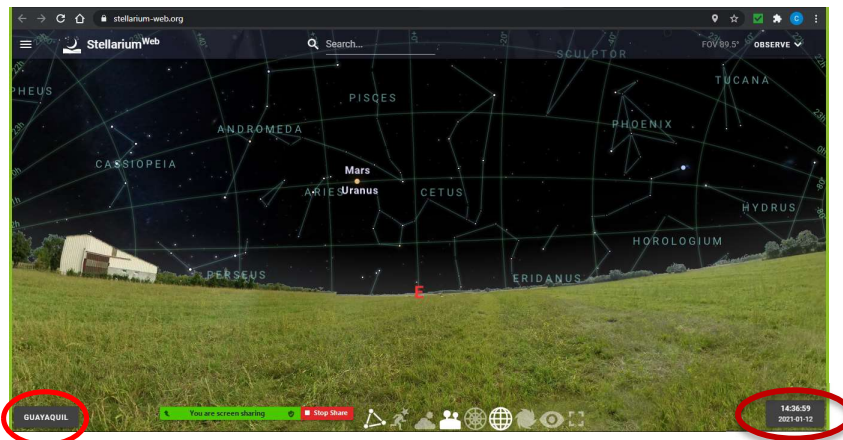 stellarium-web.org
C
Stellarium Web
Search...
FOV 89.5°
OBSERVE
SCULPTOR
TUCANA
PHEUS
PISCES
PHOENIX
ANDROMEDA
CASSIOPEIA
Mars
ARIES
Uranus
CETUS
HYDRUS
HOROLOGIUM
PERSEUS
ERIDANUS
E
GUAYAQUIL
You are screen sharing
Stop Share
14:36:59
2021-01-12